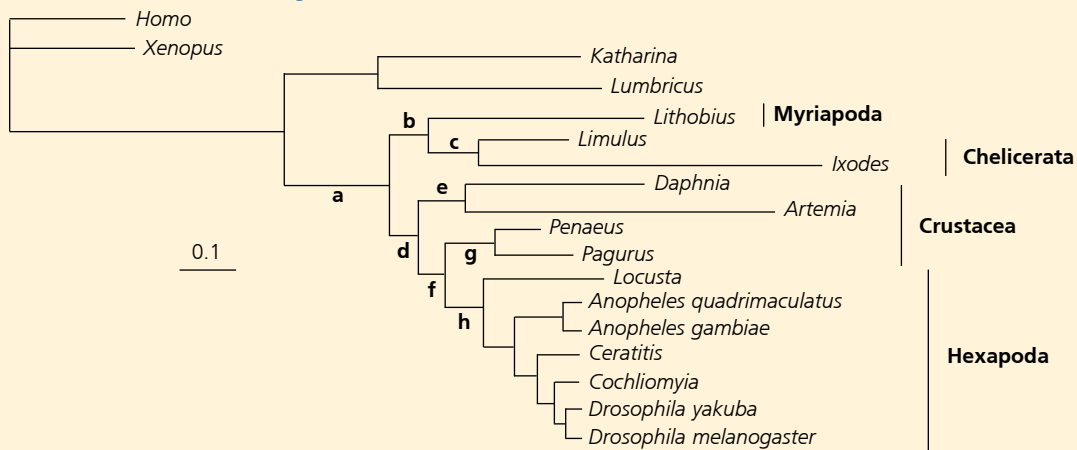 Homo
Xenopus
Katharina
Lumbricus
b
Lithobius
Myriapoda
c
Limulus
Chelicerata
Ixodes
a
e
Daphnia
Artemia
Crustacea
d
g
Penaeus
Pagurus
0.1
f
Locusta
h
Anopheles quadrimaculatus
Anopheles gambiae
Ceratitis
Hexapoda
Cochliomyia
Drosophila yakuba
Drosophila melanogaster